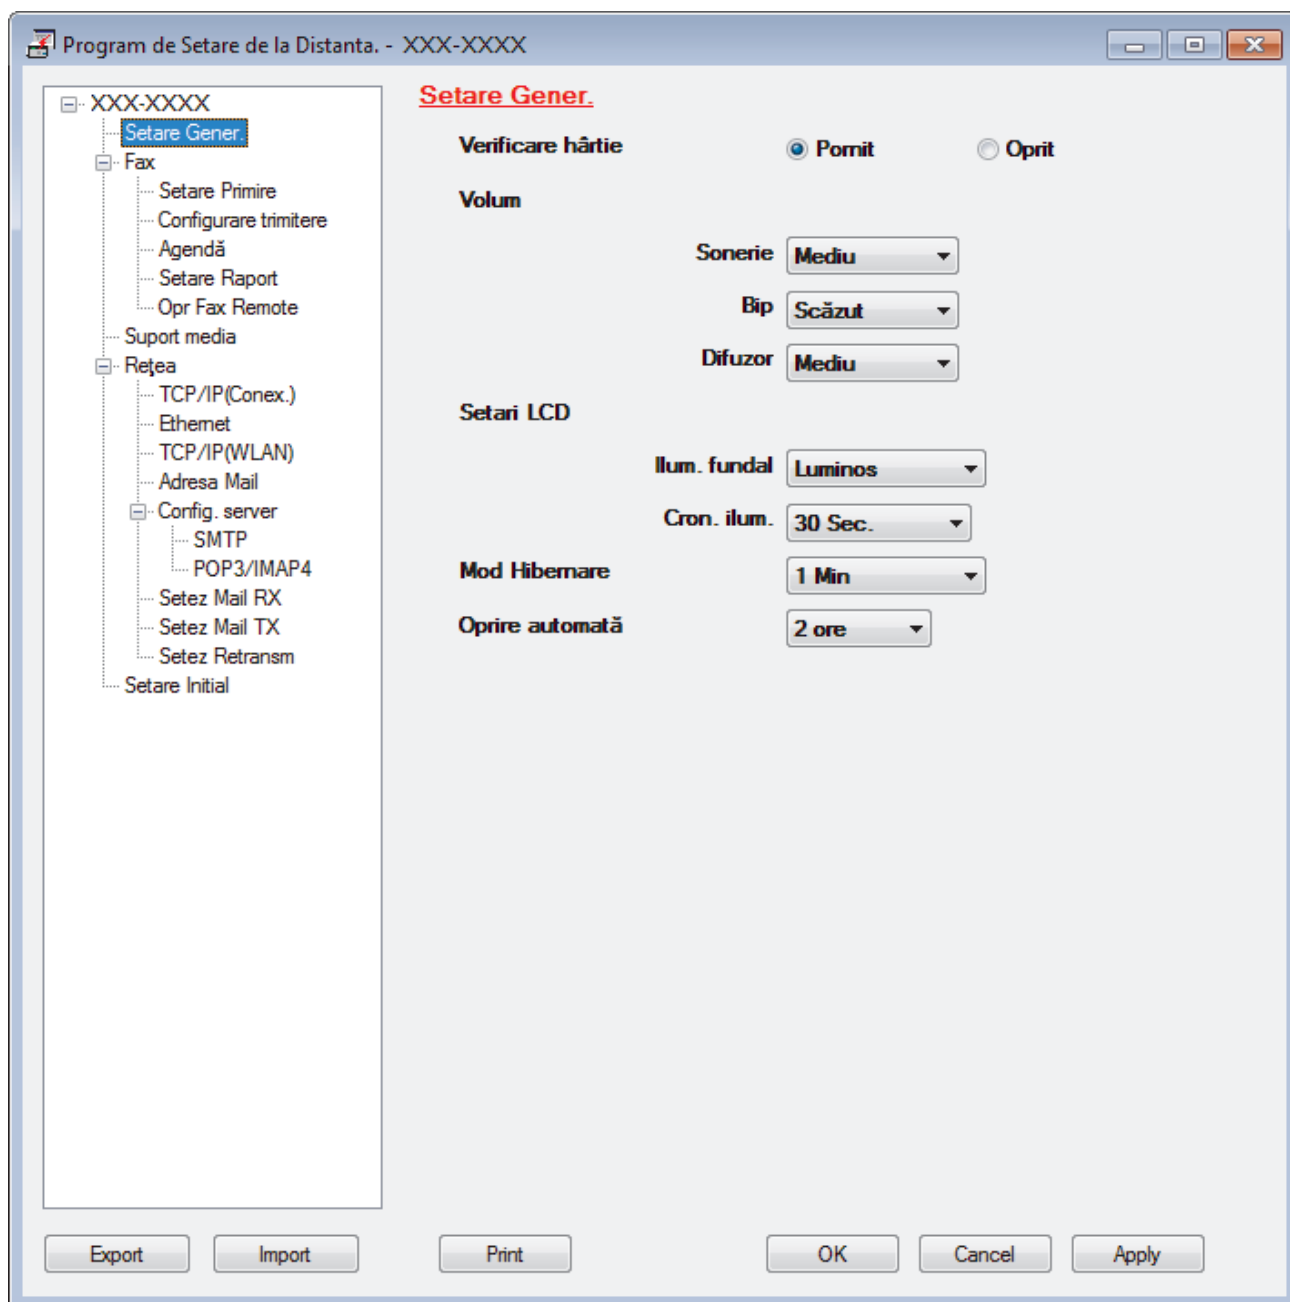 Program de Setare de la Distanta. - XXX-XXXX
XXX-XXXX
Setare Gener.
Fax
Setare Primire
Configurare trimitere
Agendă
Setare Raport
Opr Fax Remote
Suport media
Reţea
TCP/IP(Conex.)
Ethernet
TCP/IP(WLAN)
Adresa Mail
Config. server
SMTP
POP3/IMAP4
Setez Mail RX
Setez Mail TX
Setez Retransm
Setare Initial
Setare Gener.
Verificare hârtie Pornit Oprit
Volum
Sonerie Mediu
Bip Scăzut
Difuzor Mediu
Setari LCD
Ilum. fundal Luminos
Cron. ilum. 30 Sec.
Mod Hibernare 1 Min
Oprire automată 2 ore
Export Import Print OK Cancel Apply